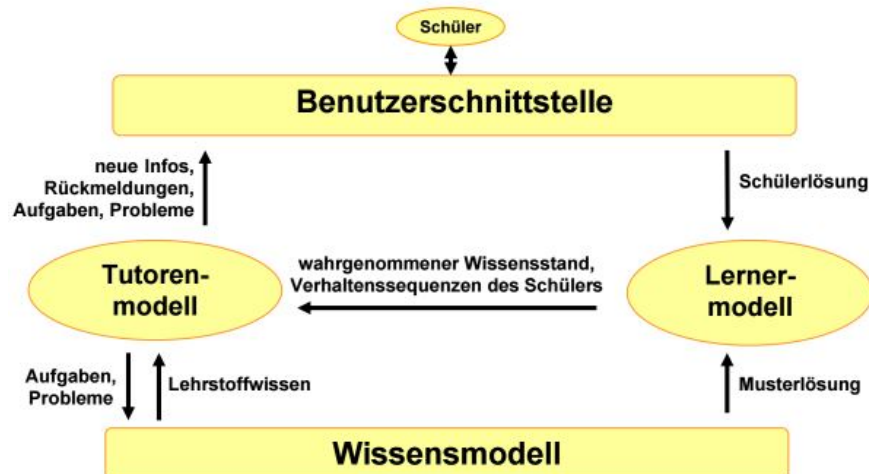 Schüler
Benutzerschnittstelle
neue Infos,
Rückmeldungen,
Aufgaben, Probleme
Schülerlösung
Tutoren-
modell
wahrgenommener Wissensstand,
Verhaltenssequenzen des Schülers
Lerner-
modell
Aufgaben,
Probleme
Lehrstoffwissen
Musterlösung
Wissensmodell